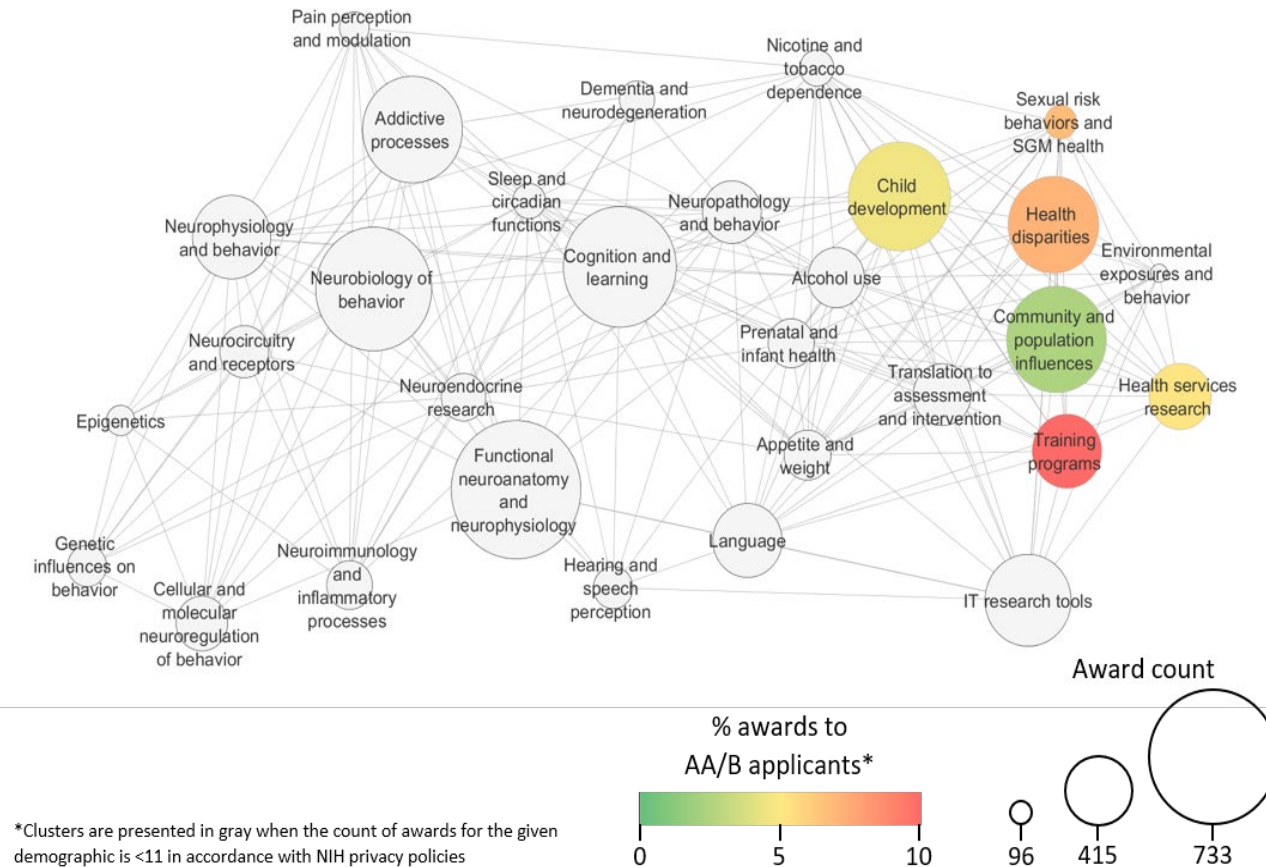 Pain perception
and modulation
Nicotine and
tobacco
dependence
Dementia and
neurodegeneration
Addictive
processes
Sexual risk
behaviors and
SGM health
Sleep and
circadian
functions
Child
development
Neuropathology
and behavior
Neurophysiology
and behavior
Health
disparities
Cognition and
learning
Environmental
exposures and
behavior
Neurobiology of
behavior
Alcohol use
Community and
population
influences
Prenatal and
infant health
Neurocircuitry
and receptors
Translation to
assessment
and intervention
Health services
research
Neuroendocrine
research
Epigenetics
Appetite and
weight
Training
programs
Functional
neuroanatomy
and
neurophysiology
Language
Genetic
influences on
behavior
Neuroimmunology
and
inflammatory
processes
Hearing and
speech
perception
Cellular and
molecular
neuroregulation
of behavior
IT research tools
Award count
96 415 733
% awards to
AA/B applicants*
0 5 10
*Clusters are presented in gray when the count of awards for the given
demographic is <11 in accordance with NIH privacy policies